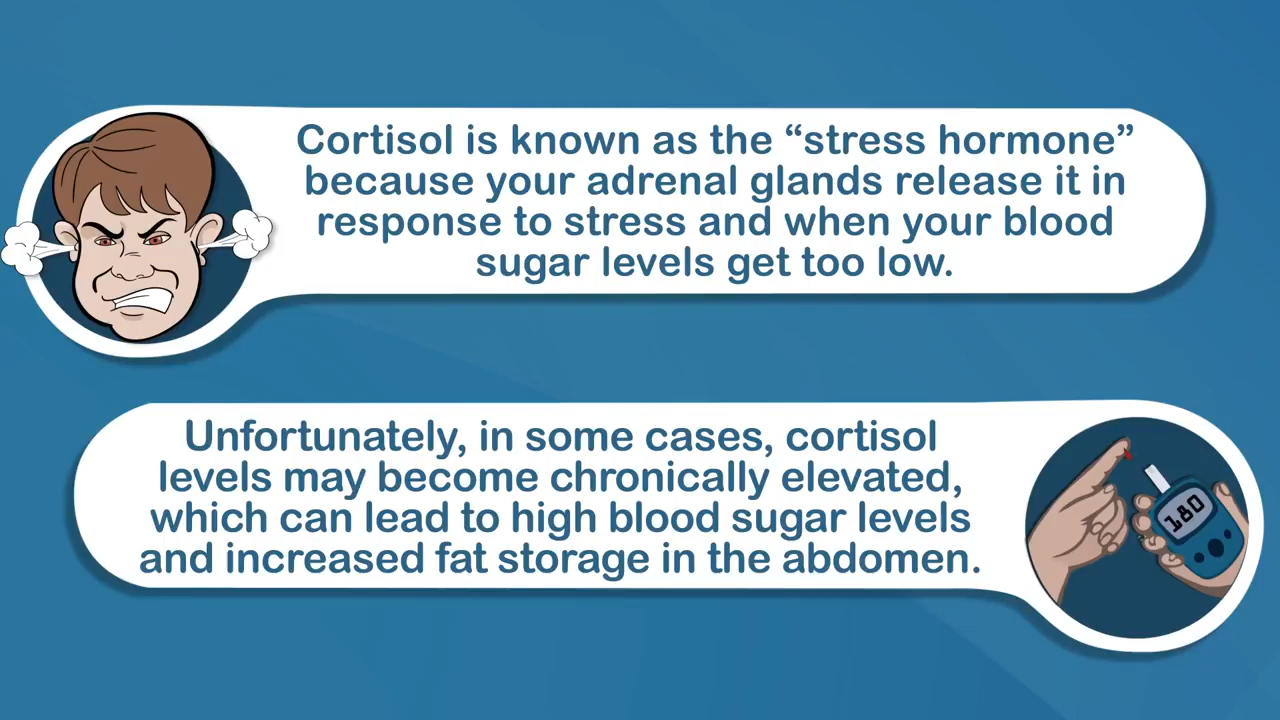 Cortisol is known as the “stress hormone”
because your adrenal glands release it in
response to stress and when your blood
sugar levels get too low.
Unfortunately, in some cases, cortisol
levels may become chronically elevated,
which can lead to high blood sugar levels
and increased fat storage in the abdomen.
180